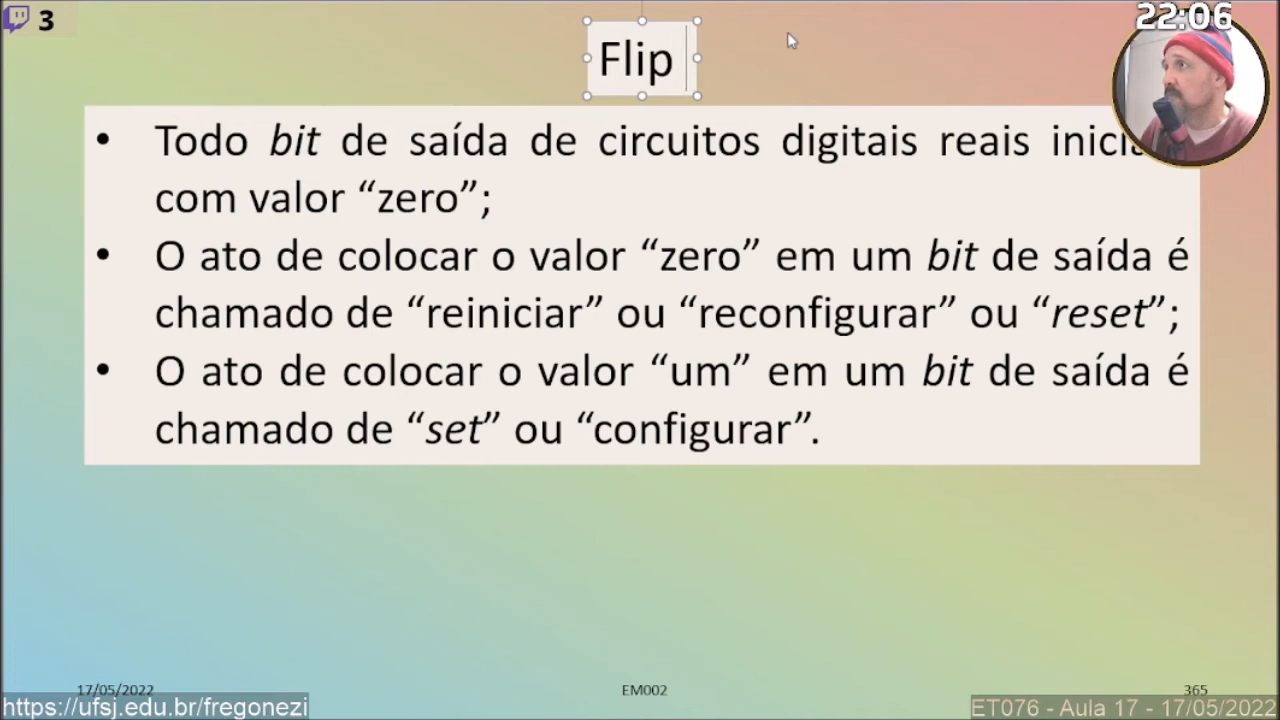 3
22:06
Flip
• Todo bit de saída de circuitos digitais reais
com valor “zero”;
• O ato de colocar o valor “zero” em um bit de saída é
chamado de “reiniciar” ou “reconfigurar” ou “reset”;
• O ato de colocar o valor “um” em um bit de saída é
chamado de “set” ou “configurar”.
17/05/2022
EM002
365
https://ufsj.edu.br/fregonezi
ET076 - Aula 17 - 17/05/2022